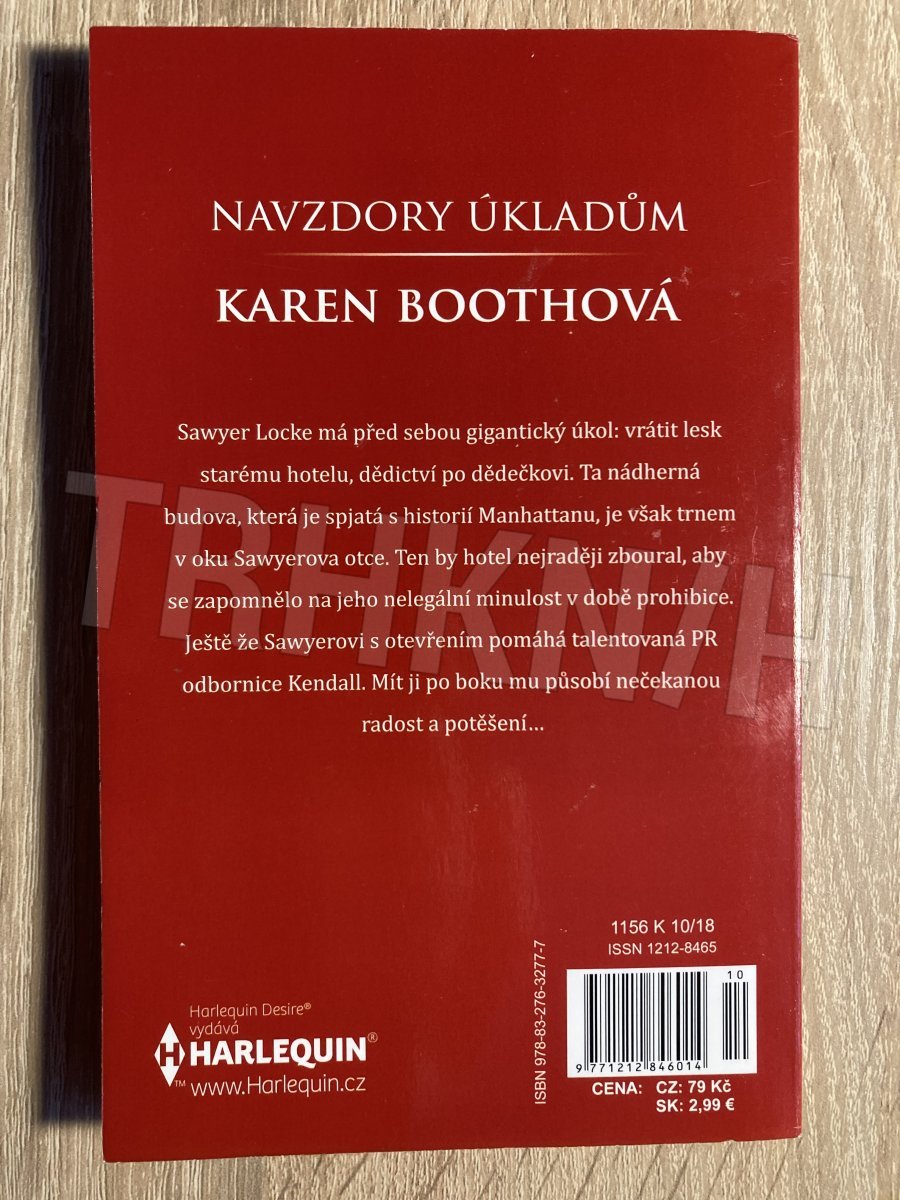 NAVZDORY ÚKLADŮM
KAREN BOOTHOVÁ
Sawyer Locke má před sebou gigantický úkol: vrátit lesk
starému hotelu, dědictví po dědečkovi. Ta nádherná
budova, která je spjatá s historií Manhattanu, je však trnem
v oku Sawyerova otce. Ten by hotel nejraději zboural, aby
se zapomnělo na jeho nelegální minulost v době prohibice.
Ještě že Sawyerovi s otevřením pomáhá talentovaná PR
odbornice Kendall. Mít ji po boku mu působí nečekanou
radost a potěšení...
TRHKNIH
1156 K 10/18
ISSN 1212-8465
ISBN 978-83-276-3277-7
10
9 771212 846014
CENA: CZ: 79 Kč
SK: 2,99 €
Harlequin Desire®
vydává
H HARLEQUIN®
™ www.Harlequin.cz